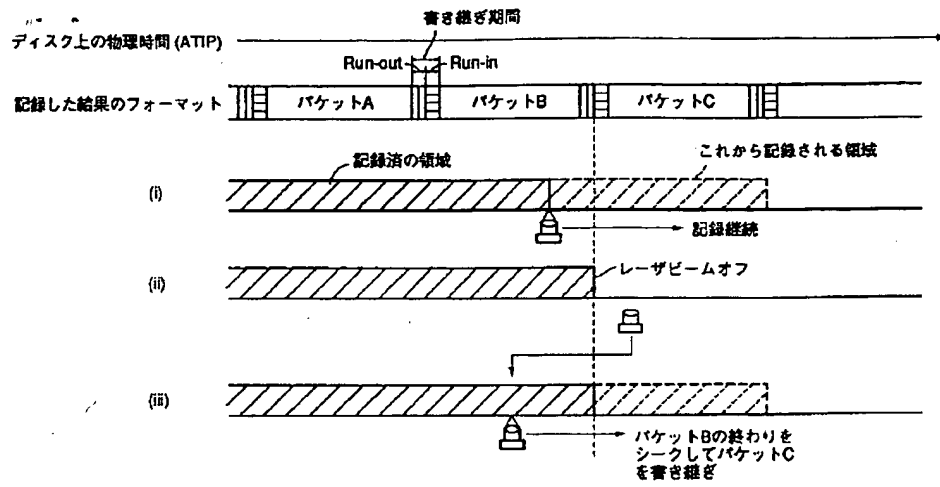 書き継ぎ期間
ディスク上の物理時間 (ATIP)
Run-out
Run-in
記録した結果のフォーマット
パケットA
パケットB
パケットC
記録済の領域
これから記録される領域
(i)
記録継続
(ii)
レーザビームオフ
(iii)
パケットBの終わりを
シークしてパケットC
を書き継ぎ